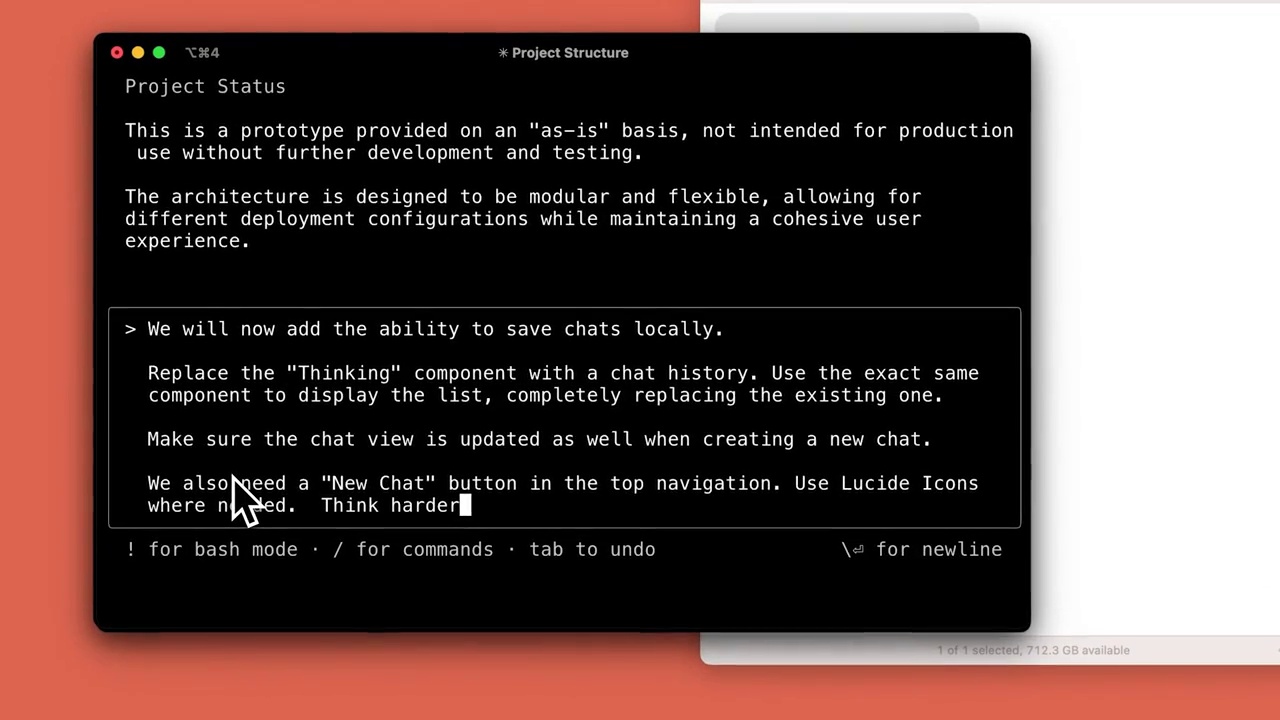 ⌥⌘4
✳ Project Structure
Project Status
This is a prototype provided on an "as-is" basis, not intended for production
use without further development and testing.
The architecture is designed to be modular and flexible, allowing for
different deployment configurations while maintaining a cohesive user
experience.
> We will now add the ability to save chats locally.
Replace the "Thinking" component with a chat history. Use the exact same
component to display the list, completely replacing the existing one.
Make sure the chat view is updated as well when creating a new chat.
We also need a "New Chat" button in the top navigation. Use Lucide Icons
where needed. Think harder
! for bash mode · / for commands · tab to undo
\⏎ for newline
1 of 1 selected, 712.3 GB available